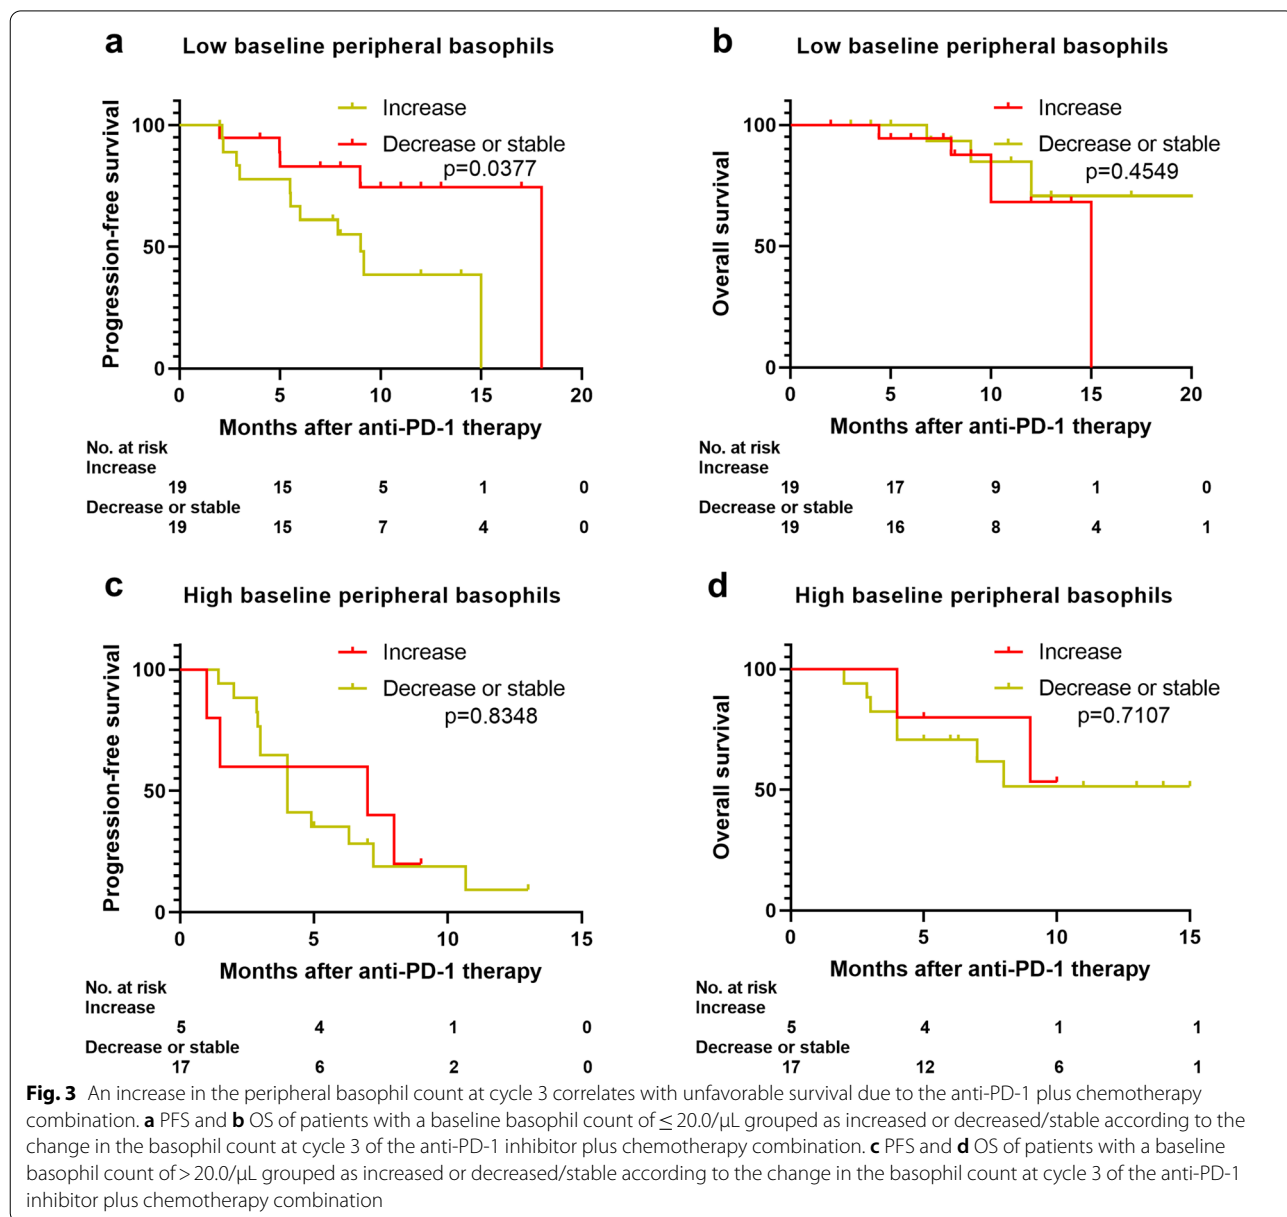 a Low baseline peripheral basophils
Progression-free survival
100
50
0
Increase
Decrease or stable
p=0.0377
0 5 10 15 20
Months after anti-PD-1 therapy
No. at risk
Increase
19 15 5 1 0
Decrease or stable
19 15 7 4 0
b Low baseline peripheral basophils
Overall survival
100
50
0
Increase
Decrease or stable
p=0.4549
0 5 10 15 20
Months after anti-PD-1 therapy
No. at risk
Increase
19 17 9 1 0
Decrease or stable
19 16 8 4 1
c High baseline peripheral basophils
Progression-free survival
100
50
0
Increase
Decrease or stable
p=0.8348
0 5 10 15
Months after anti-PD-1 therapy
No. at risk
Increase
5 4 1 0
Decrease or stable
17 6 2 0
d High baseline peripheral basophils
Overall survival
100
50
0
Increase
Decrease or stable
p=0.7107
0 5 10 15
Months after anti-PD-1 therapy
No. at risk
Increase
5 4 1 1
Decrease or stable
17 12 6 1
Fig. 3 An increase in the peripheral basophil count at cycle 3 correlates with unfavorable survival due to the anti-PD-1 plus chemotherapy
combination. a PFS and b OS of patients with a baseline basophil count of ≤ 20.0/μL grouped as increased or decreased/stable according to the
change in the basophil count at cycle 3 of the anti-PD-1 inhibitor plus chemotherapy combination. c PFS and d OS of patients with a baseline
basophil count of > 20.0/μL grouped as increased or decreased/stable according to the change in the basophil count at cycle 3 of the anti-PD-1
inhibitor plus chemotherapy combination